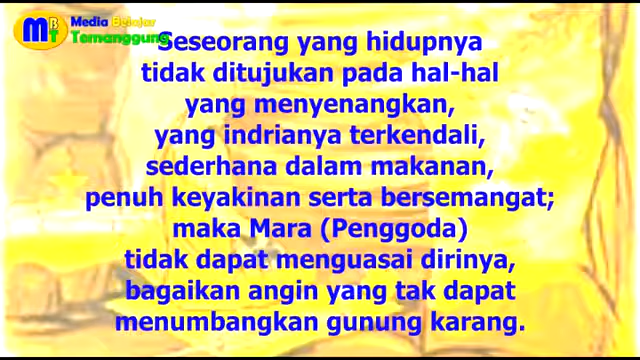 Media Belajar
Temanggung
MBT
Seseorang yang hidupnya
tidak ditujukan pada hal-hal
yang menyenangkan,
yang indrianya terkendali,
sederhana dalam makanan,
penuh keyakinan serta bersemangat;
maka Mara (Penggoda)
tidak dapat menguasai dirinya,
bagaikan angin yang tak dapat
menumbangkan gunung karang.